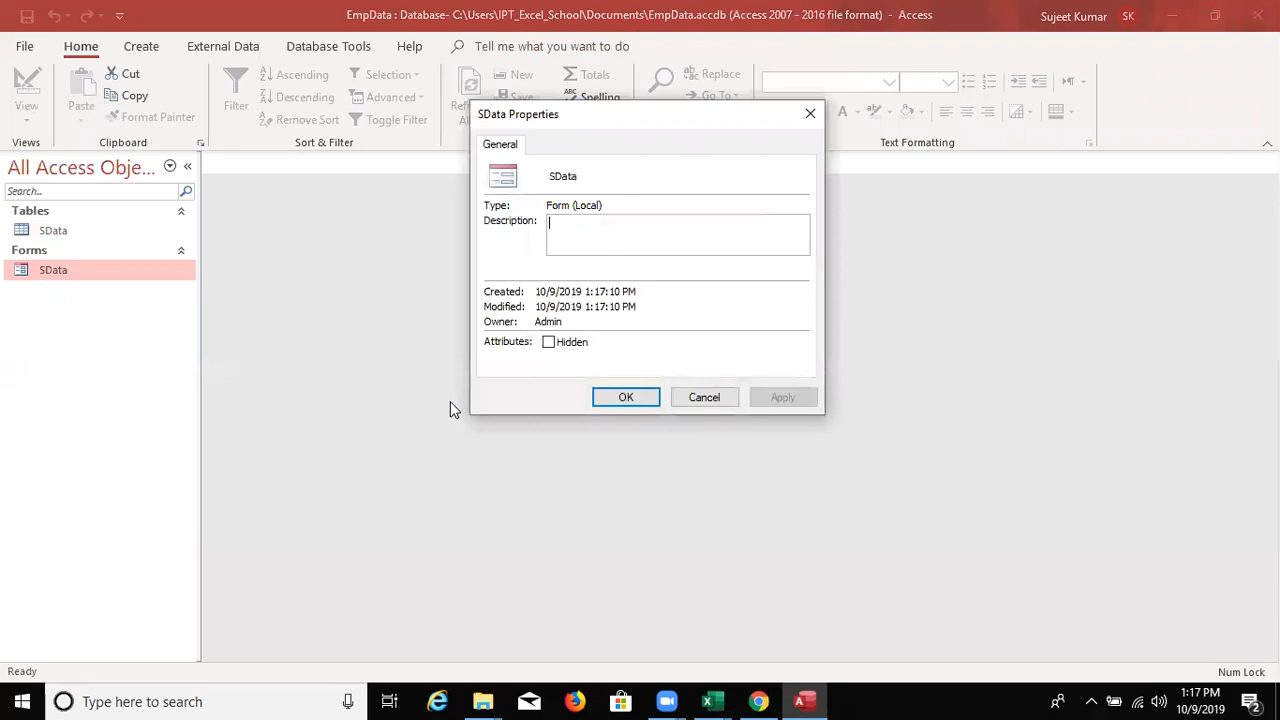 EmpData : Database- C:\Users\IPT_Excel_School\Documents\EmpData.accdb (Access 2007 - 2016 file format) - Access
Sujeet Kumar SK
File Home Create External Data Database Tools Help Tell me what you want to do
View
Paste
Cut
Copy
Format Painter
Filter
Ascending
Descending
Remove Sort
Selection
Advanced
Toggle Filter
New
Save
Totals
Spelling
Replace
Go To
Views Clipboard Sort & Filter Text Formatting
All Access Obje...
Search...
Tables
SData
Forms
SData
SData Properties
General
SData
Type: Form (Local)
Description:
Created: 10/9/2019 1:17:10 PM
Modified: 10/9/2019 1:17:10 PM
Owner: Admin
Attributes: Hidden
OK Cancel Apply
Ready Num Lock
Type here to search
1:17 PM
10/9/2019
2